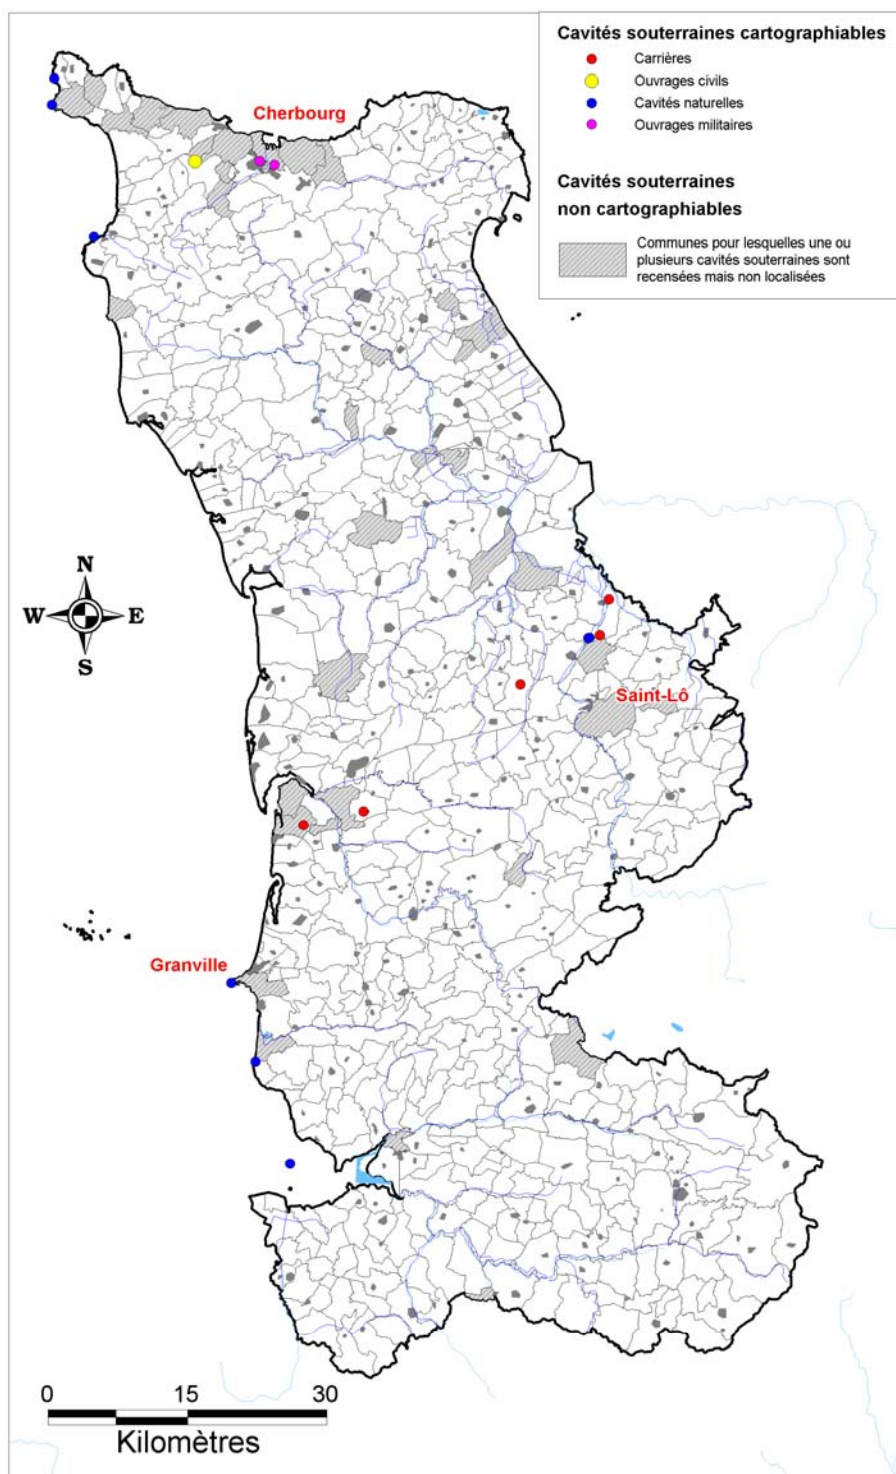 Cavités souterraines cartographiables
Carrières
Ouvrages civils
Cavités naturelles
Ouvrages militaires
Cavités souterraines
non cartographiables
Communes pour lesquelles une ou
plusieurs cavités souterraines sont
recensées mais non localisées
Cherbourg
N
W E
S
Saint-Lô
Granville
0 15 30
Kilomètres